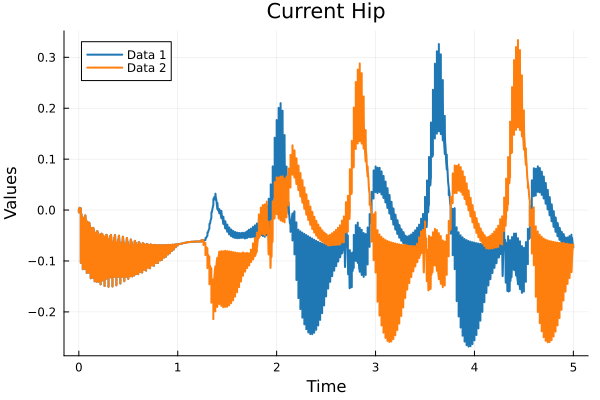 Current Hip
Data 1
Data 2
Values
0.3
0.2
0.1
0.0
−0.1
−0.2
0
1
2
3
4
5
Time